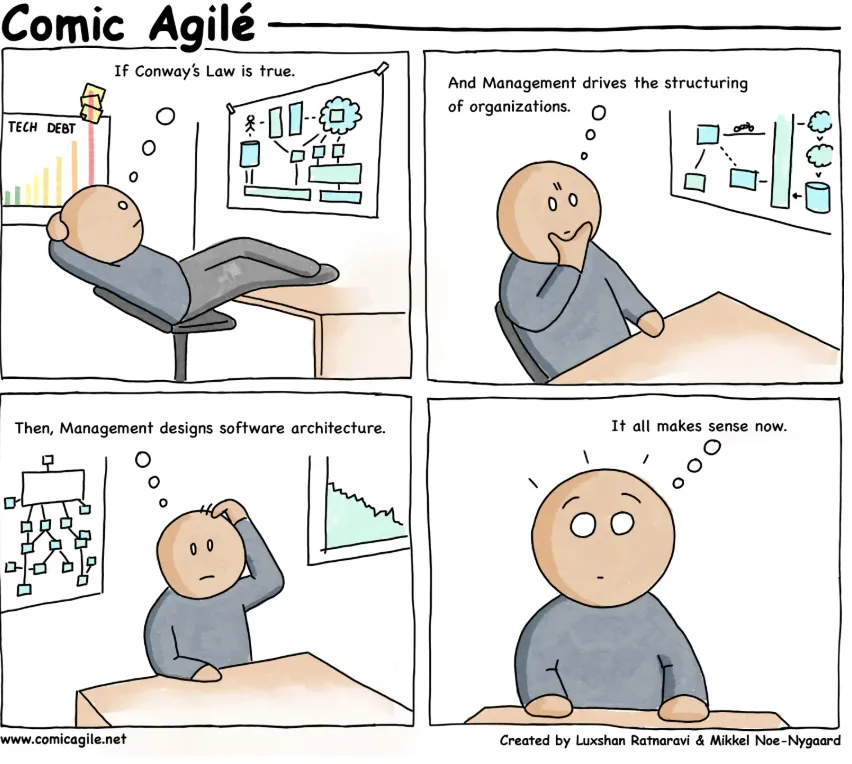 Comic Agilé
If Conway's Law is true.
TECH DEBT
And Management drives the structuring
of organizations.
Then, Management designs software architecture.
It all makes sense now.
www.comicagile.net
Created by Luxshan Ratnaravi & Mikkel Noe-Nygaard